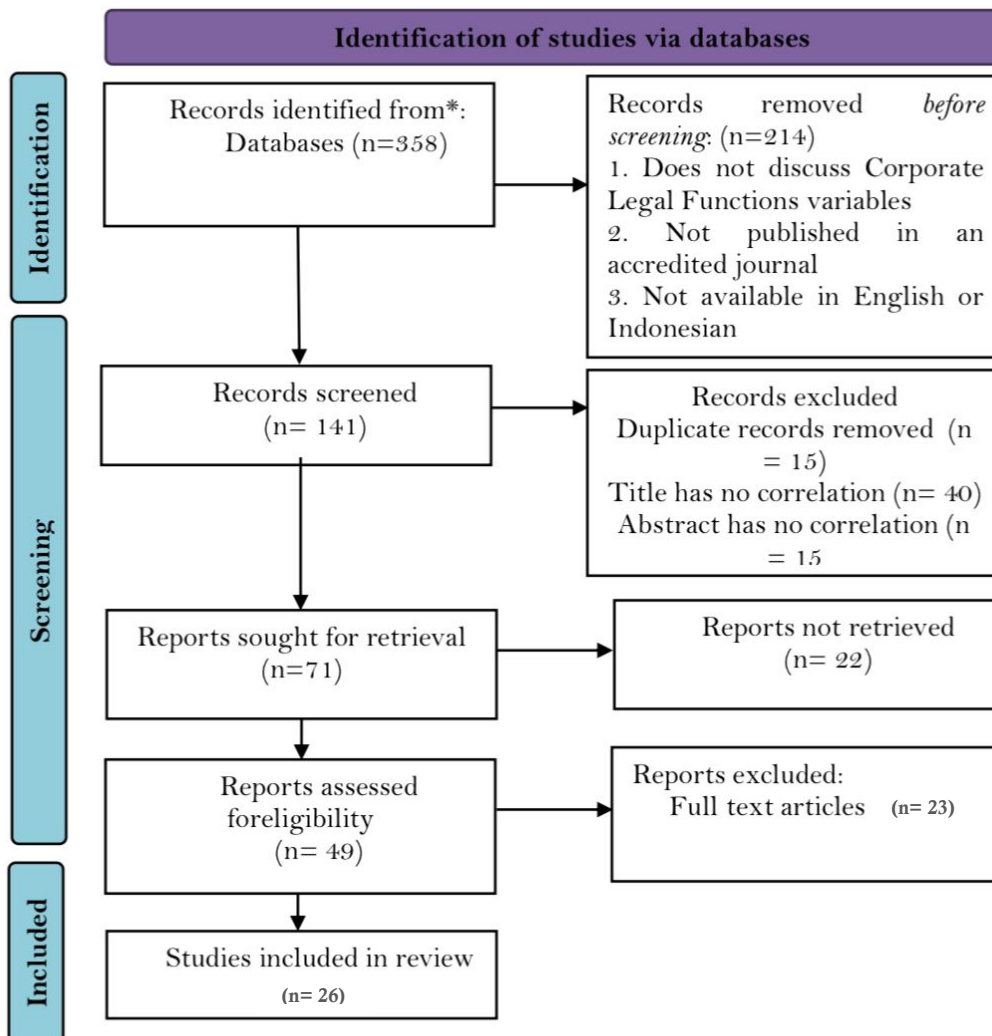 Identification of studies via databases
Identification
Records identified from*:
Databases (n=358)
Records removed before
screening: (n=214)
1. Does not discuss Corporate
Legal Functions variables
2. Not published in an
accredited journal
3. Not available in English or
Indonesian
Screening
Records screened
(n= 141)
Records excluded
Duplicate records removed (n
= 15)
Title has no correlation (n= 40)
Abstract has no correlation (n
= 15
Reports sought for retrieval
(n=71)
Reports not retrieved
(n= 22)
Reports assessed
foreligibility
(n= 49)
Reports excluded:
Full text articles (n= 23)
Included
Studies included in review
(n= 26)